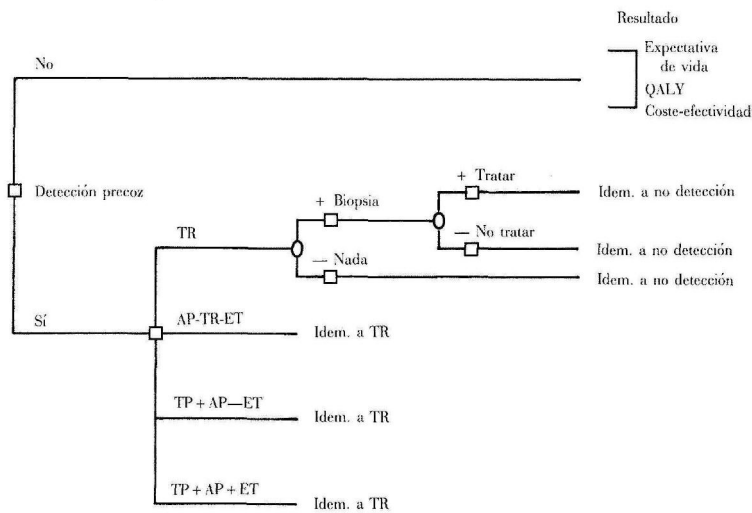 Resultado
No
Expectativa
de vida
QALY
Coste-efectividad
Detección precoz
+ Tratar
+ Biopsia
Idem. a no detección
TR
— No tratar
— Nada
Idem. a no detección
Idem. a no detección
Sí
AP-TR-ET
Idem. a TR
TP + AP—ET
Idem. a TR
TP + AP + ET
Idem. a TR